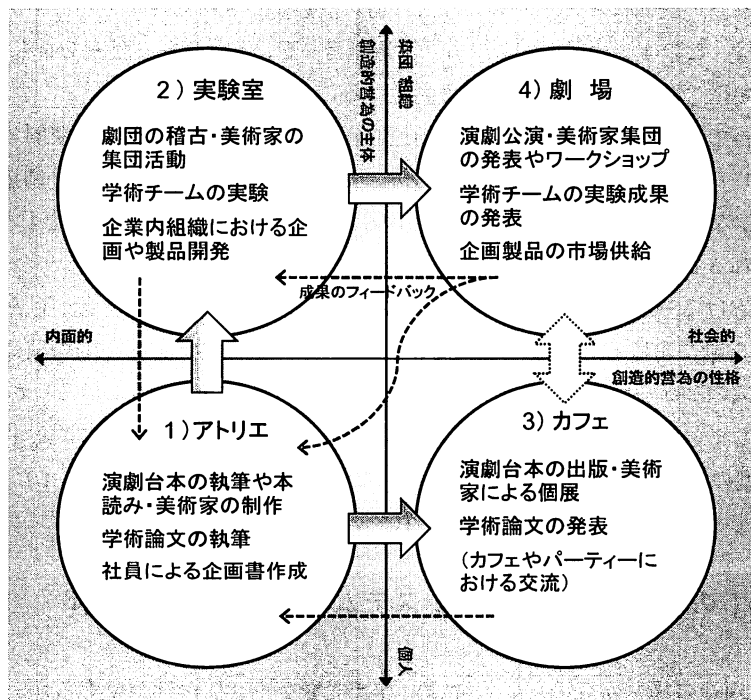 集団・組織
創造的営為の主体
2）実験室
劇団の稽古・美術家の
集団活動
学術チームの実験
企業内組織における企
画や製品開発
4）劇　場
演劇公演・美術家集団
の発表やワークショップ
学術チームの実験成果
の発表
企画製品の市場供給
成果のフィードバック
内面的
社会的
創造的営為の性格
1）アトリエ
演劇台本の執筆や本
読み・美術家の制作
学術論文の執筆
社員による企画書作成
3）カフェ
演劇台本の出版・美術
家による個展
学術論文の発表
（カフェやパーティーに
おける交流）
個人